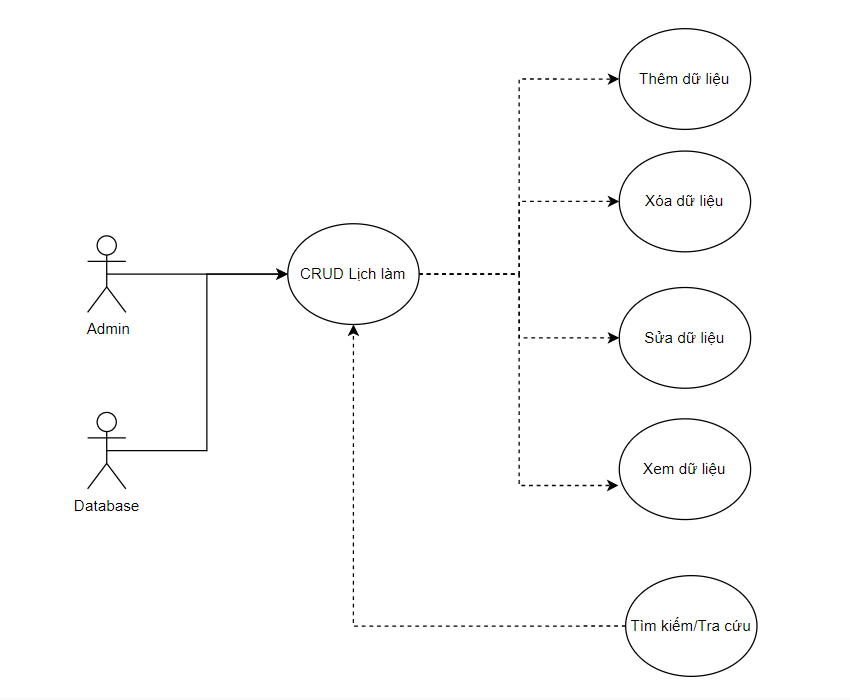 Thêm dữ liệu
Xóa dữ liệu
CRUD Lịch làm
Admin
Sửa dữ liệu
Xem dữ liệu
Database
Tìm kiếm/Tra cứu